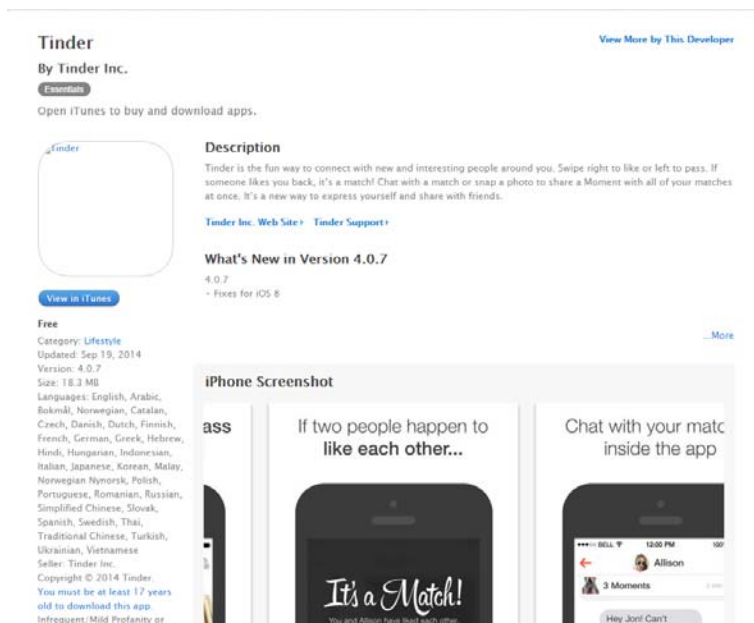 Tinder
View More by This Developer
By Tinder Inc.
Essentials
Open iTunes to buy and download apps.
Tinder
Description
Tinder is the fun way to connect with new and interesting people around you. Swipe right to like or left to pass. If
someone likes you back, it's a match! Chat with a match or snap a photo to share a Moment with all of your matches
at once. It's a new way to express yourself and share with friends.
Tinder Inc. Web Site› Tinder Support›
What's New in Version 4.0.7
4.0.7
- Fixes for iOS 8
...More
View in iTunes
Free
Category: Lifestyle
Updated: Sep 19, 2014
Version: 4.0.7
Size: 18.3 MB
Languages: English, Arabic,
Bokmål, Norwegian, Catalan,
Czech, Danish, Dutch, Finnish,
French, German, Greek, Hebrew,
Hindi, Hungarian, Indonesian,
Italian, Japanese, Korean, Malay,
Norwegian Nynorsk, Polish,
Portuguese, Romanian, Russian,
Simplified Chinese, Slovak,
Spanish, Swedish, Thai,
Traditional Chinese, Turkish,
Ukrainian, Vietnamese
Seller: Tinder Inc.
Copyright © 2014 Tinder.
You must be at least 17 years
old to download this app.
Infrequent/Mild Profanity or
iPhone Screenshot
ass
If two people happen to
like each other...
It's a Match!
You and Allison have liked each other.
Chat with your matc
inside the app
BELL 12:00 PM 100
Allison
3 Moments
Hey Jon! Can't